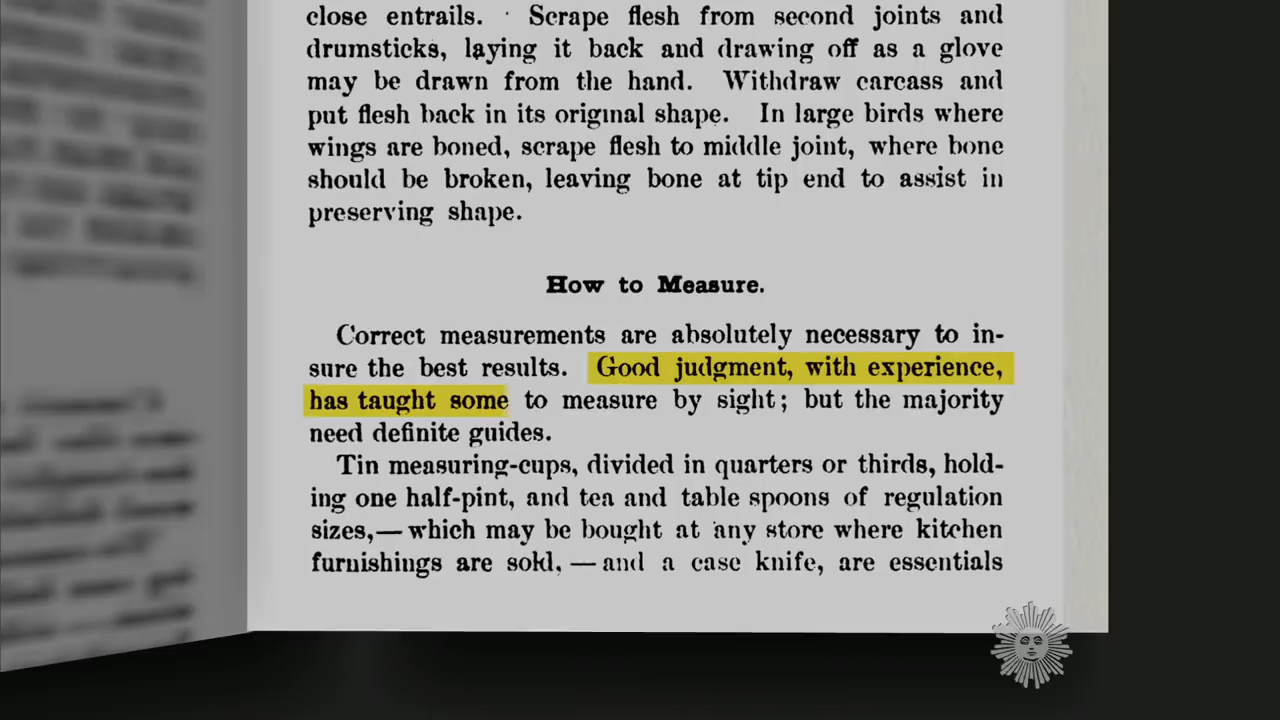 close entrails. Scrape flesh from second joints and
drumsticks, laying it back and drawing off as a glove
may be drawn from the hand. Withdraw carcass and
put flesh back in its original shape. In large birds where
wings are boned, scrape flesh to middle joint, where bone
should be broken, leaving bone at tip end to assist in
preserving shape.
How to Measure.
Correct measurements are absolutely necessary to in-
sure the best results. Good judgment, with experience,
has taught some to measure by sight; but the majority
need definite guides.
Tin measuring-cups, divided in quarters or thirds, hold-
ing one half-pint, and tea and table spoons of regulation
sizes,—which may be bought at any store where kitchen
furnishings are sold,—and a case knife, are essentials